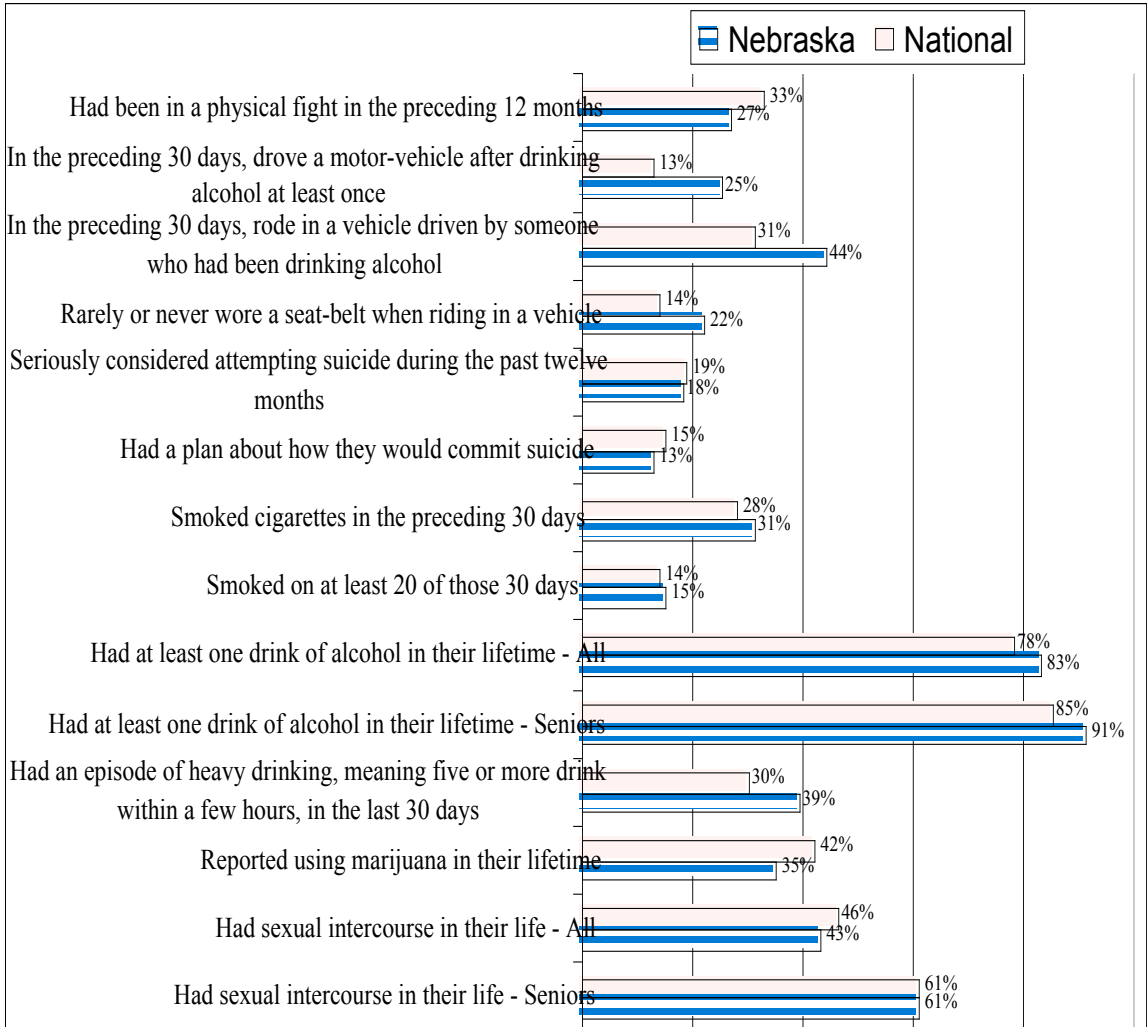 Nebraska National
Had been in a physical fight in the preceding 12 months
33%
27%
In the preceding 30 days, drove a motor-vehicle after drinking
alcohol at least once
13%
25%
In the preceding 30 days, rode in a vehicle driven by someone
who had been drinking alcohol
31%
44%
Rarely or never wore a seat-belt when riding in a vehicle
14%
22%
Seriously considered attempting suicide during the past twelve
months
19%
18%
Had a plan about how they would commit suicide
15%
13%
Smoked cigarettes in the preceding 30 days
28%
31%
Smoked on at least 20 of those 30 days
14%
15%
Had at least one drink of alcohol in their lifetime - All
78%
83%
Had at least one drink of alcohol in their lifetime - Seniors
85%
91%
Had an episode of heavy drinking, meaning five or more drink
within a few hours, in the last 30 days
30%
39%
Reported using marijuana in their lifetime
42%
35%
Had sexual intercourse in their life - All
46%
43%
Had sexual intercourse in their life - Seniors
61%
61%